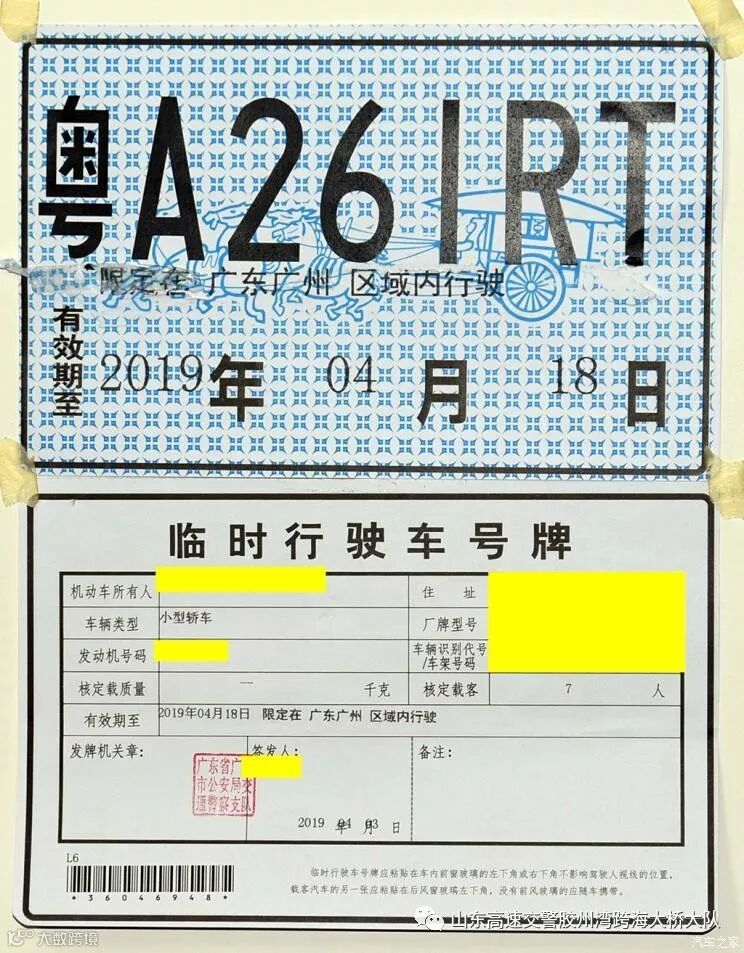 粤A261RT
限定在 广东广州 区域内行驶
有效期至 2019年 04 月 18 日
临时行驶车号牌
机动车所有人 住 址
车辆类型 小型轿车 厂牌型号
发动机号码 车辆识别代号/车架号码
核定载质量 — 千克 核定载客 7 人
有效期至 2019年04月18日 限定在 广东广州 区域内行驶
发牌机关章: 签发人: 备注:
广东省广
市公安局交
通警察支队
2019 年 04 月 03 日
L6
*36046948*
临时行驶车号牌应粘贴在车内前窗玻璃的左下角或右下角不影响驾驶人视线的位置。
载客汽车的另一张应粘贴在后风窗玻璃左下角，没有前风玻璃的应随车携带。
山东高速交警胶州湾跨海大桥大队
大数跨境
汽车之家